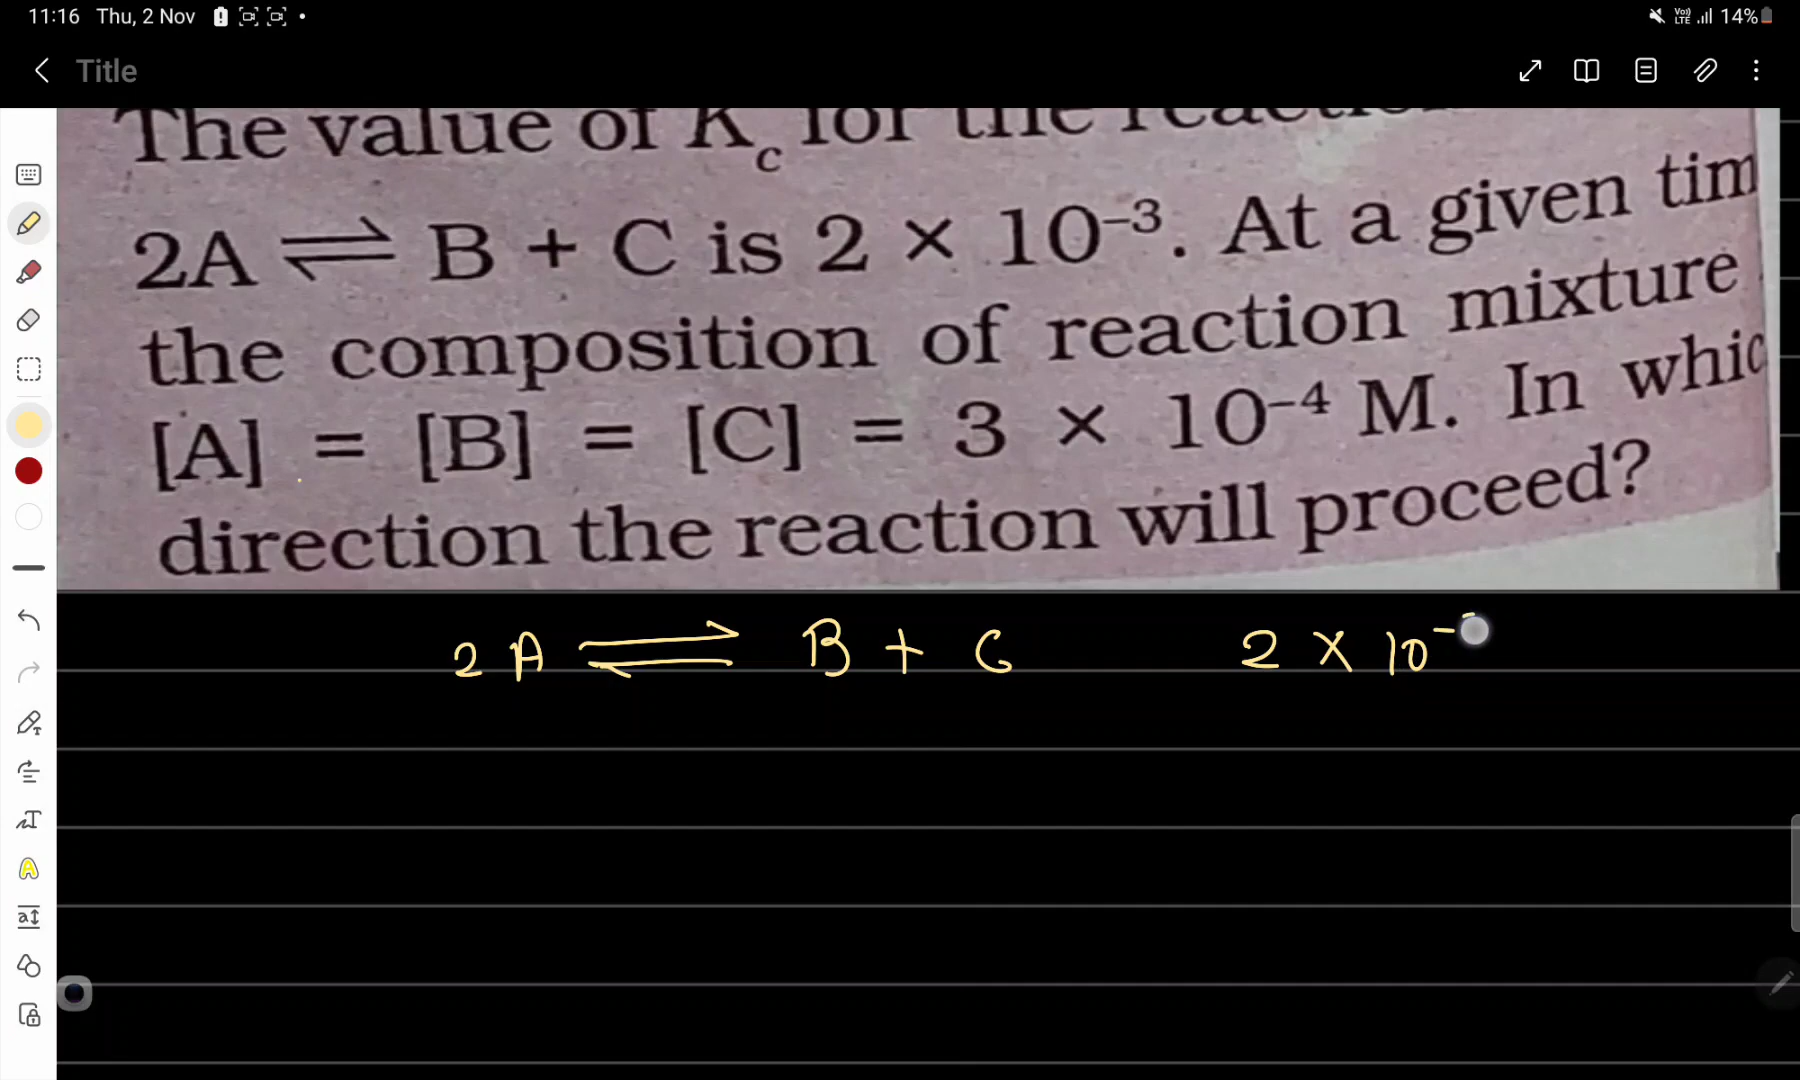 11:16 Thu, 2 Nov 14%
Title
The value of Kc for the reaction
2A ⇌ B + C is 2 × 10⁻³. At a given tim
the composition of reaction mixture
[A] = [B] = [C] = 3 × 10⁻⁴ M. In whic
direction the reaction will proceed?
2A ⇌ B + C 2 × 10⁻